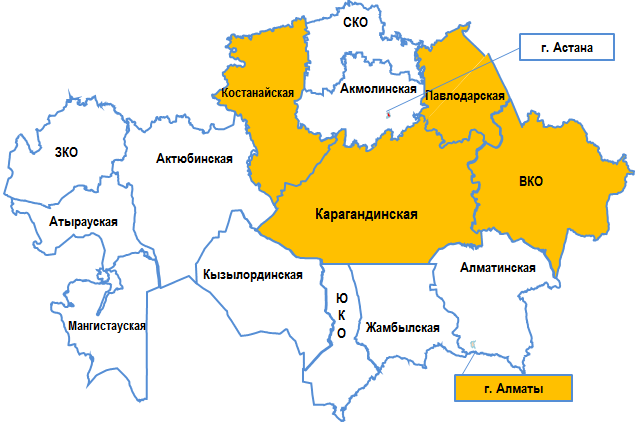 СКО
г. Астана
Акмолинская
Костанайская
Павлодарская
ЗКО
Актюбинская
ВКО
Карагандинская
Атырауская
Кызылординская
Алматинская
Ю
К
О
Мангистауская
Жамбылская
г. Алматы